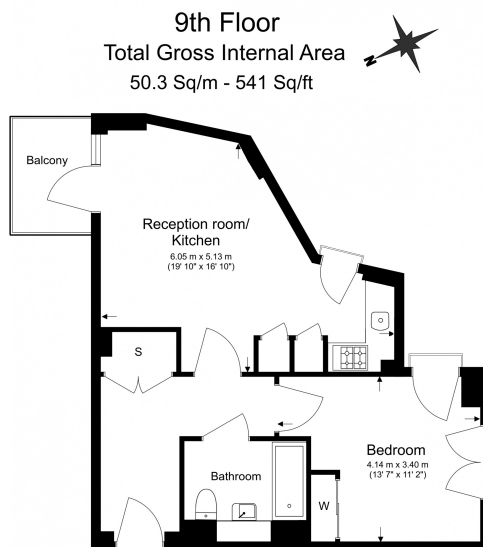 9th Floor
Total Gross Internal Area
50.3 Sq/m - 541 Sq/ft
N
Balcony
Reception room/
Kitchen
6.05 m x 5.13 m
(19' 10" x 16' 10")
S
Bedroom
4.14 m x 3.40 m
(13' 7" x 11' 2")
Bathroom
W